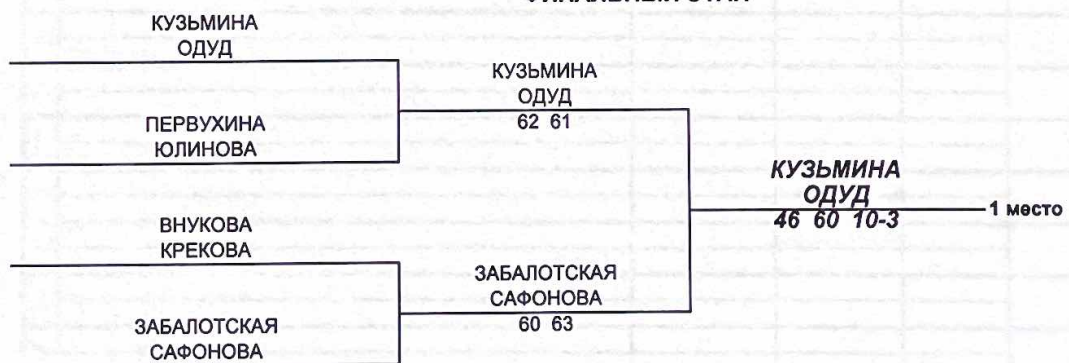 КУЗЬМИНА
ОДУД
ПЕРВУХИНА
ЮЛИНОВА
ВНУКОВА
КРЕКОВА
ЗАБАЛОТСКАЯ
САФОНОВА
КУЗЬМИНА
ОДУД
62 61
ЗАБАЛОТСКАЯ
САФОНОВА
60 63
КУЗЬМИНА
ОДУД
46 60 10-3
1 место